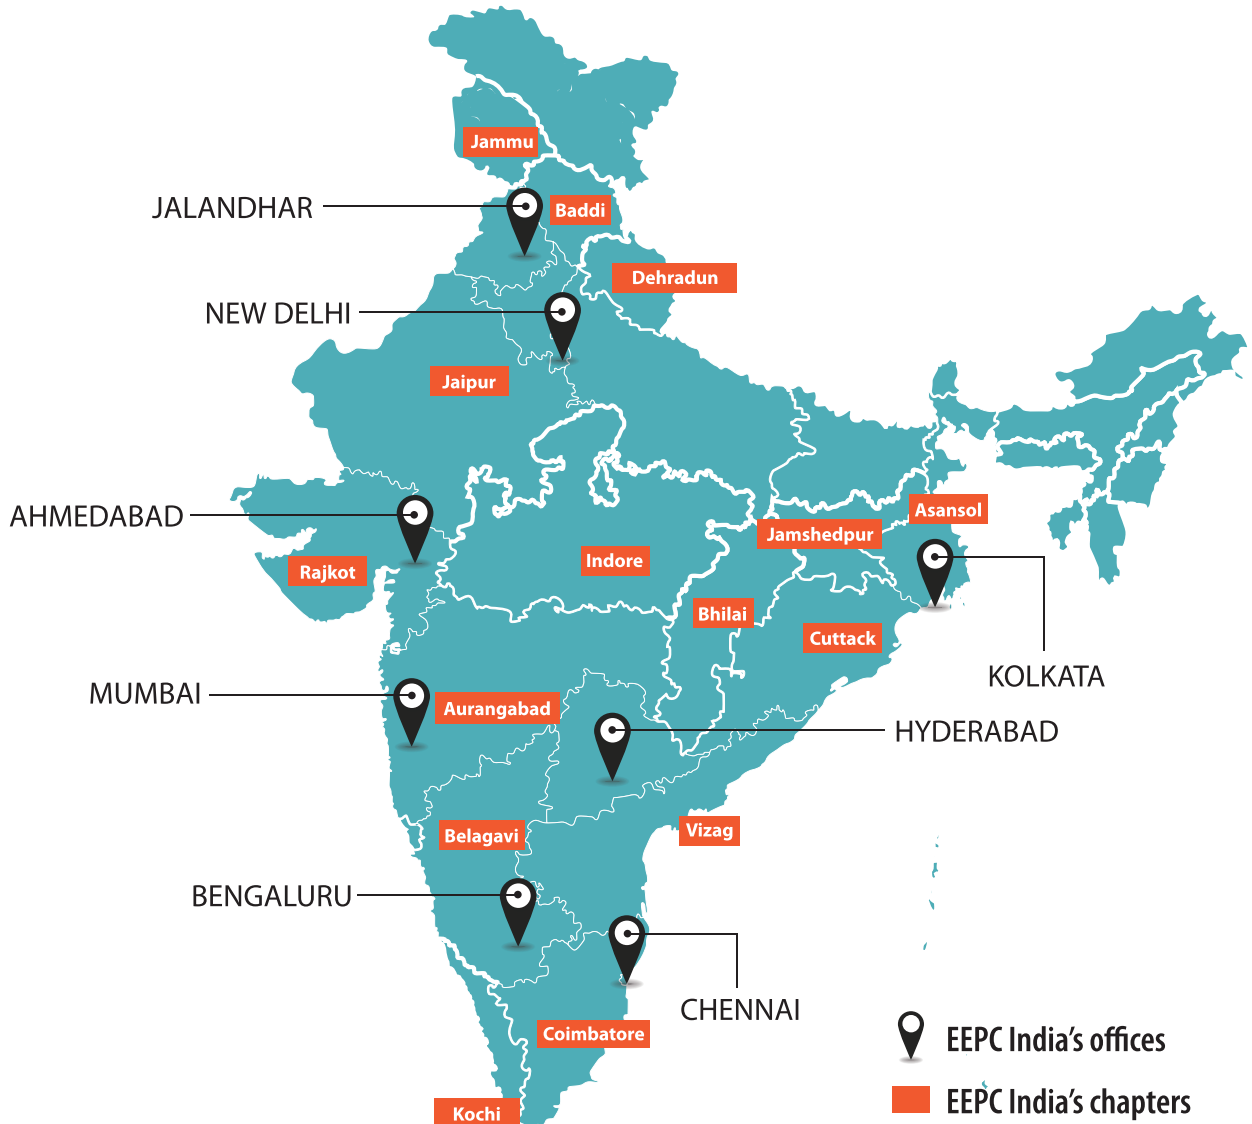 Jammu
JALANDHAR
Baddi
Dehradun
NEW DELHI
Jaipur
AHMEDABAD
Asansol
Jamshedpur
Indore
Rajkot
Bhilai
Cuttack
KOLKATA
MUMBAI
Aurangabad
HYDERABAD
Vizag
Belagavi
BENGALURU
CHENNAI
Coimbatore
EEPC India's offices
EEPC India's chapters
Kochi